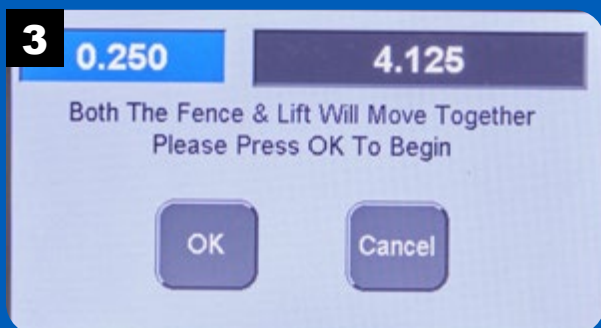 3
0.250 4.125
Both The Fence & Lift Will Move Together
Please Press OK To Begin
OK Cancel